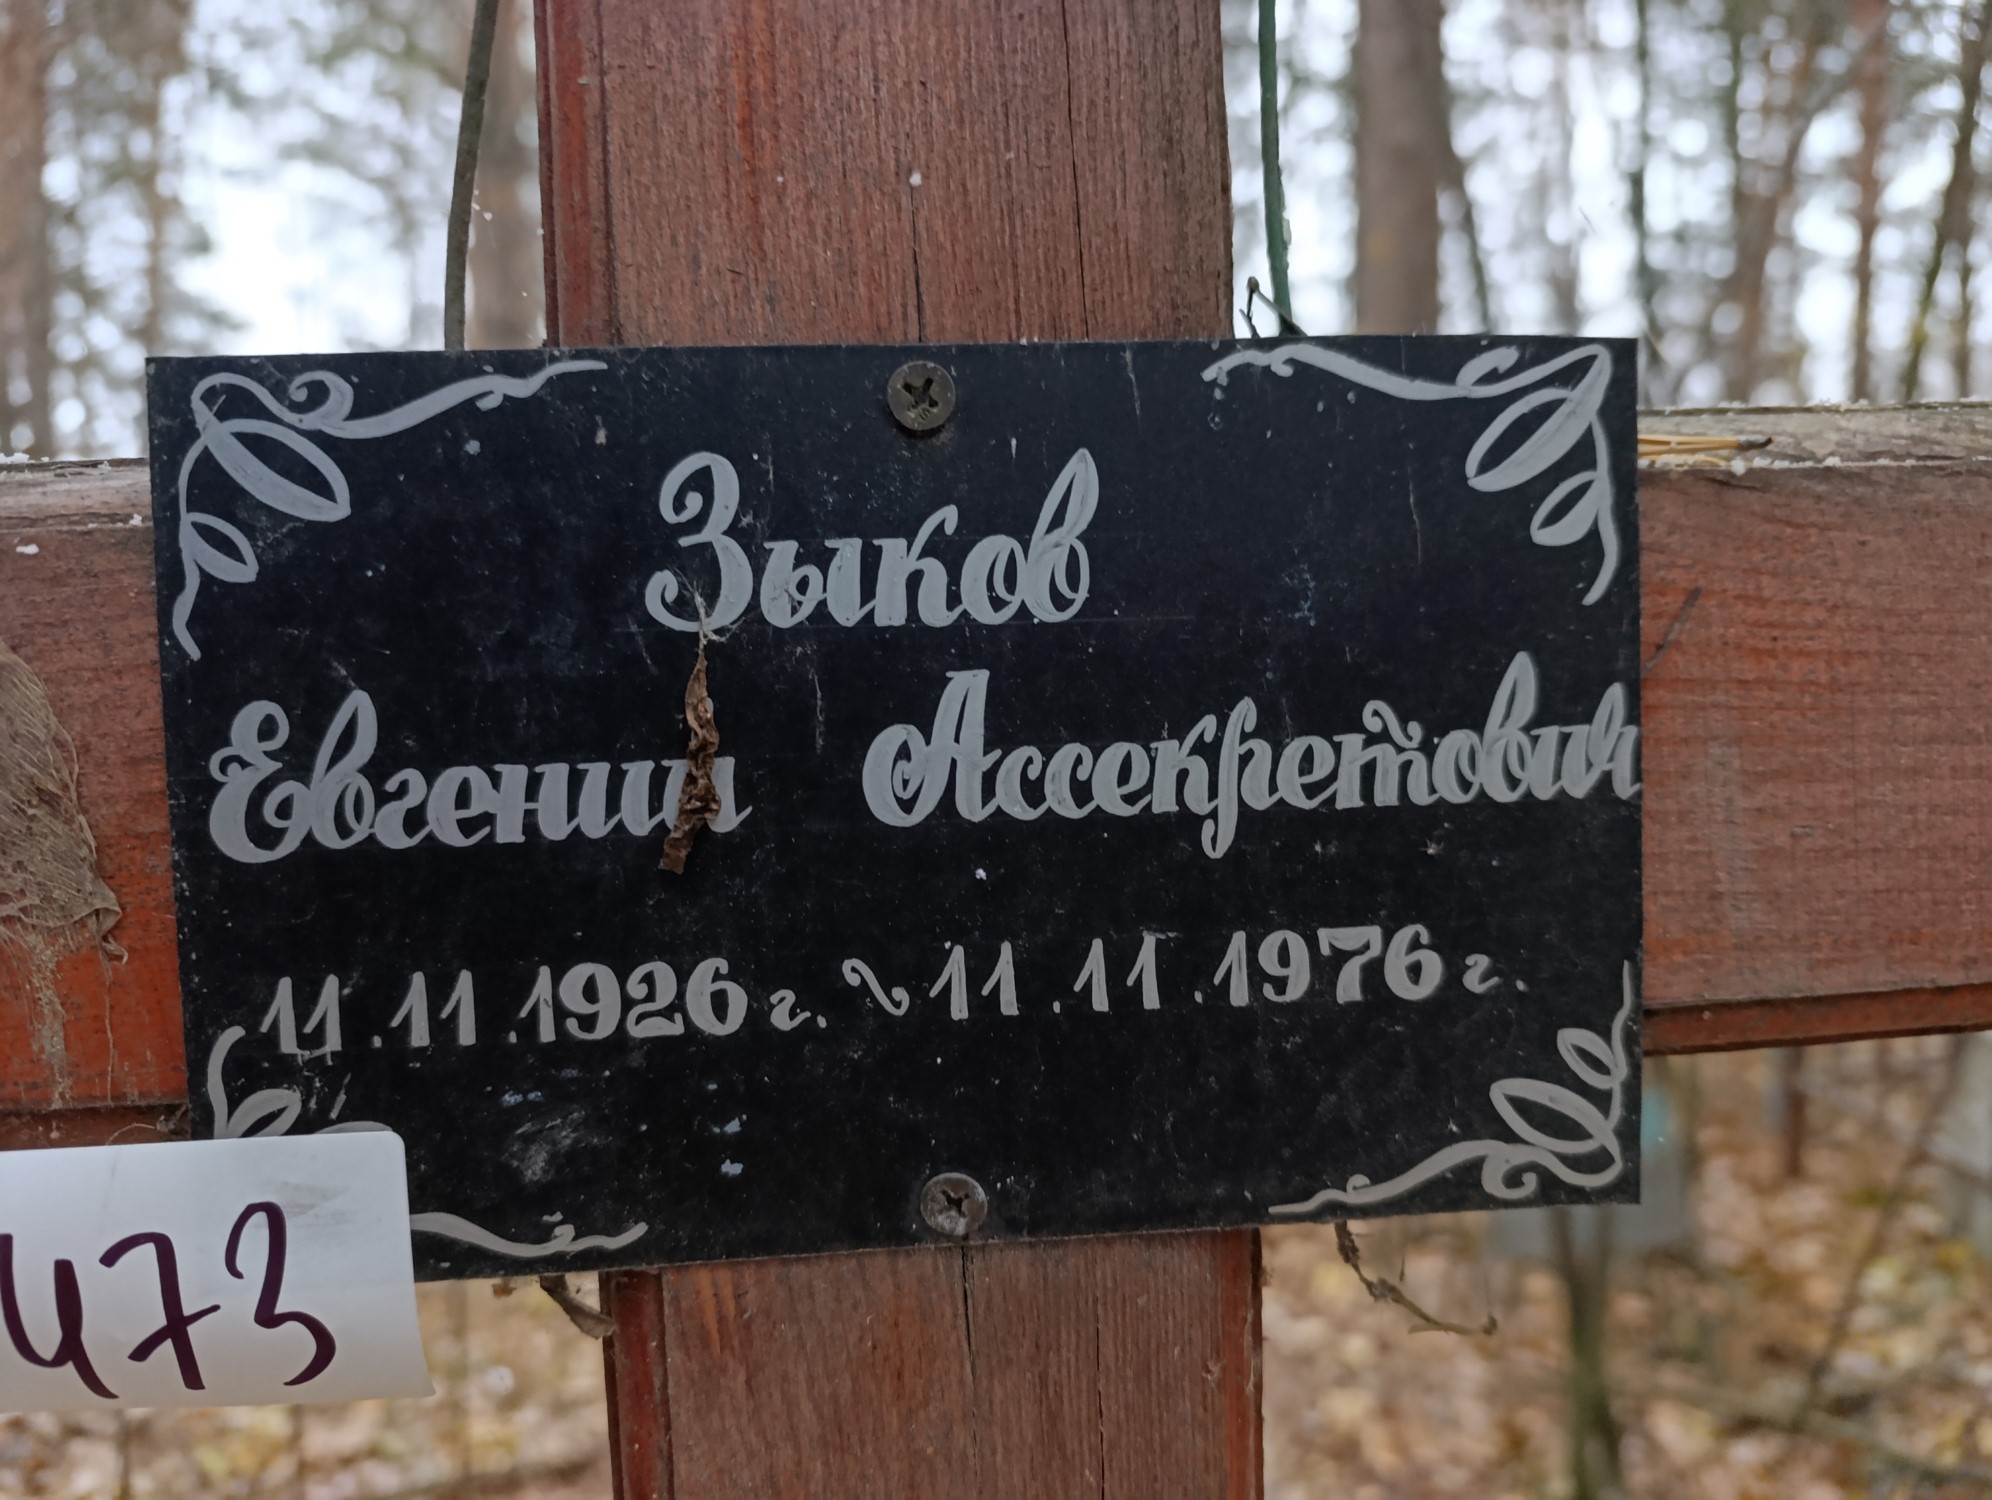 Зыков
Евгений Ассекретович
11.11.1926 г. ~ 11.11.1976 г.
473